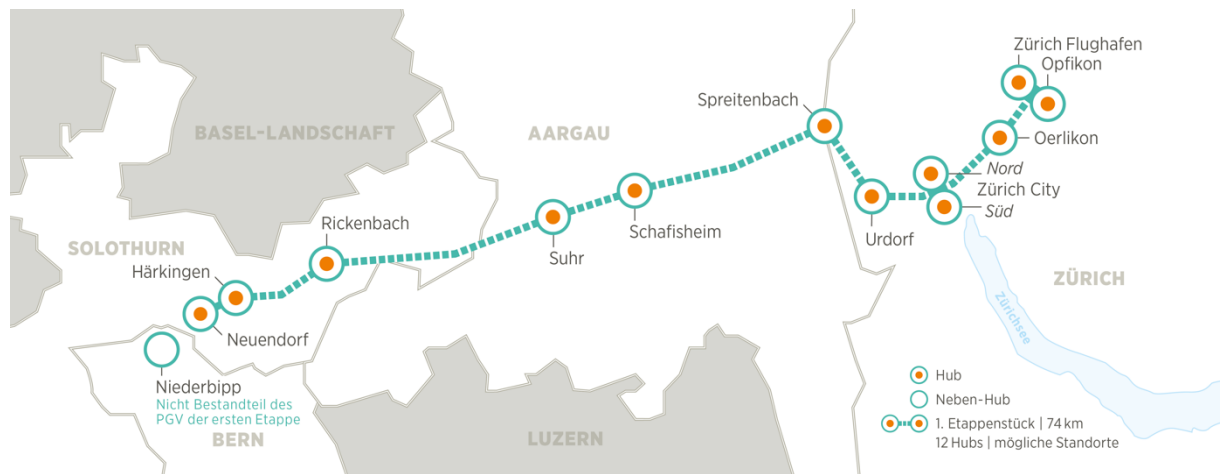 Zürich Flughafen
Opfikon
Spreitenbach
BASEL-LANDSCHAFT
AARGAU
Oerlikon
Nord
Zürich City
Süd
Rickenbach
Schafisheim
Suhr
Urdorf
SOLOTHURN
Härkingen
ZÜRICH
Zürichsee
Neuendorf
Niederbipp
Nicht Bestandteil des
PGV der ersten Etappe
BERN
LUZERN
Hub
Neben-Hub
1. Etappenstück | 74 km
12 Hubs | mögliche Standorte